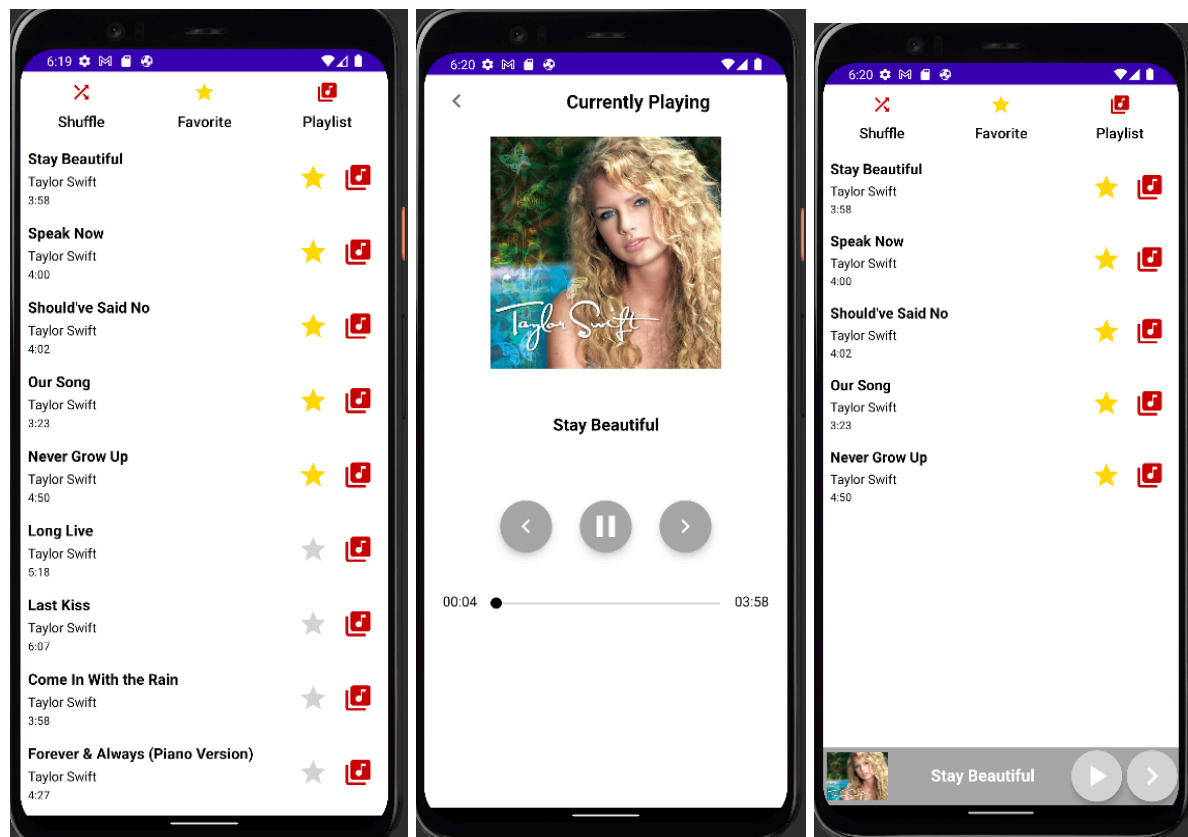 6:19
Shuffle Favorite Playlist
Stay Beautiful
Taylor Swift
3:58
Speak Now
Taylor Swift
4:00
Should've Said No
Taylor Swift
4:02
Our Song
Taylor Swift
3:23
Never Grow Up
Taylor Swift
4:50
Long Live
Taylor Swift
5:18
Last Kiss
Taylor Swift
6:07
Come In With the Rain
Taylor Swift
3:58
Forever & Always (Piano Version)
Taylor Swift
4:27
6:20
Currently Playing
Taylor Swift
Stay Beautiful
00:04 03:58
6:20
Shuffle Favorite Playlist
Stay Beautiful
Taylor Swift
3:58
Speak Now
Taylor Swift
4:00
Should've Said No
Taylor Swift
4:02
Our Song
Taylor Swift
3:23
Never Grow Up
Taylor Swift
4:50
Stay Beautiful